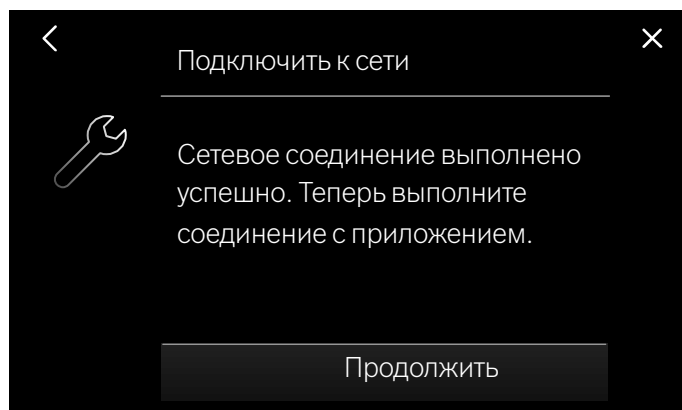 Подключить к сети
Сетевое соединение выполнено
успешно. Теперь выполните
соединение с приложением.
Продолжить